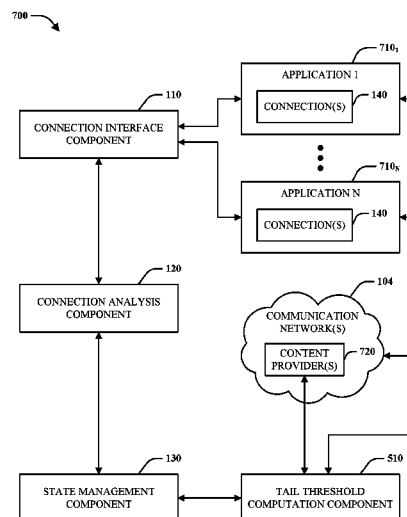 700
710₁
APPLICATION 1
CONNECTION(S)
140
110
CONNECTION INTERFACE
COMPONENT
710N
APPLICATION N
CONNECTION(S)
140
120
CONNECTION ANALYSIS
COMPONENT
104
COMMUNICATION
NETWORK(S)
CONTENT
PROVIDER(S)
720
130
STATE MANAGEMENT
COMPONENT
510
TAIL THRESHOLD
COMPUTATION COMPONENT